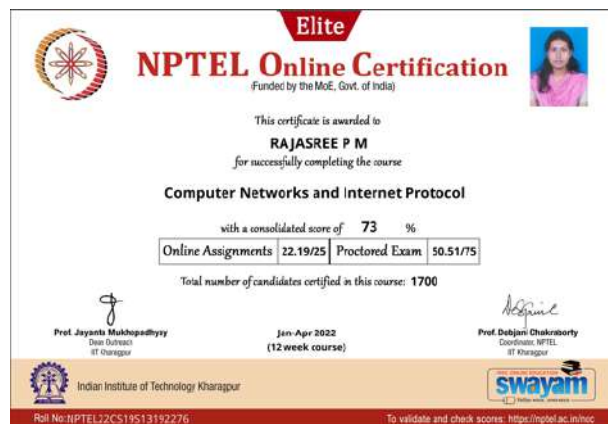 Elite
NPTEL Online Certification
(Funded by the MoE, Govt. of India)
This certificate is awarded to
RAJASREE P M
for successfully completing the course
Computer Networks and Internet Protocol
with a consolidated score of 73 %
Online Assignments 22.19/25 Proctored Exam 50.51/75
Total number of candidates certified in this course: 1700
Prof. Jayanta Mukhopadhyay
Dean Outreach
IIT Kharagpur
Jan-Apr 2022
(12 week course)
Prof. Debjani Chakraborty
Coordinator, NPTEL
IIT Kharagpur
Indian Institute of Technology Kharagpur
FREE ONLINE EDUCATION
swayam
Roll No:NPTEL22CS19S13192276
To validate and check scores: https://nptel.ac.in/noc